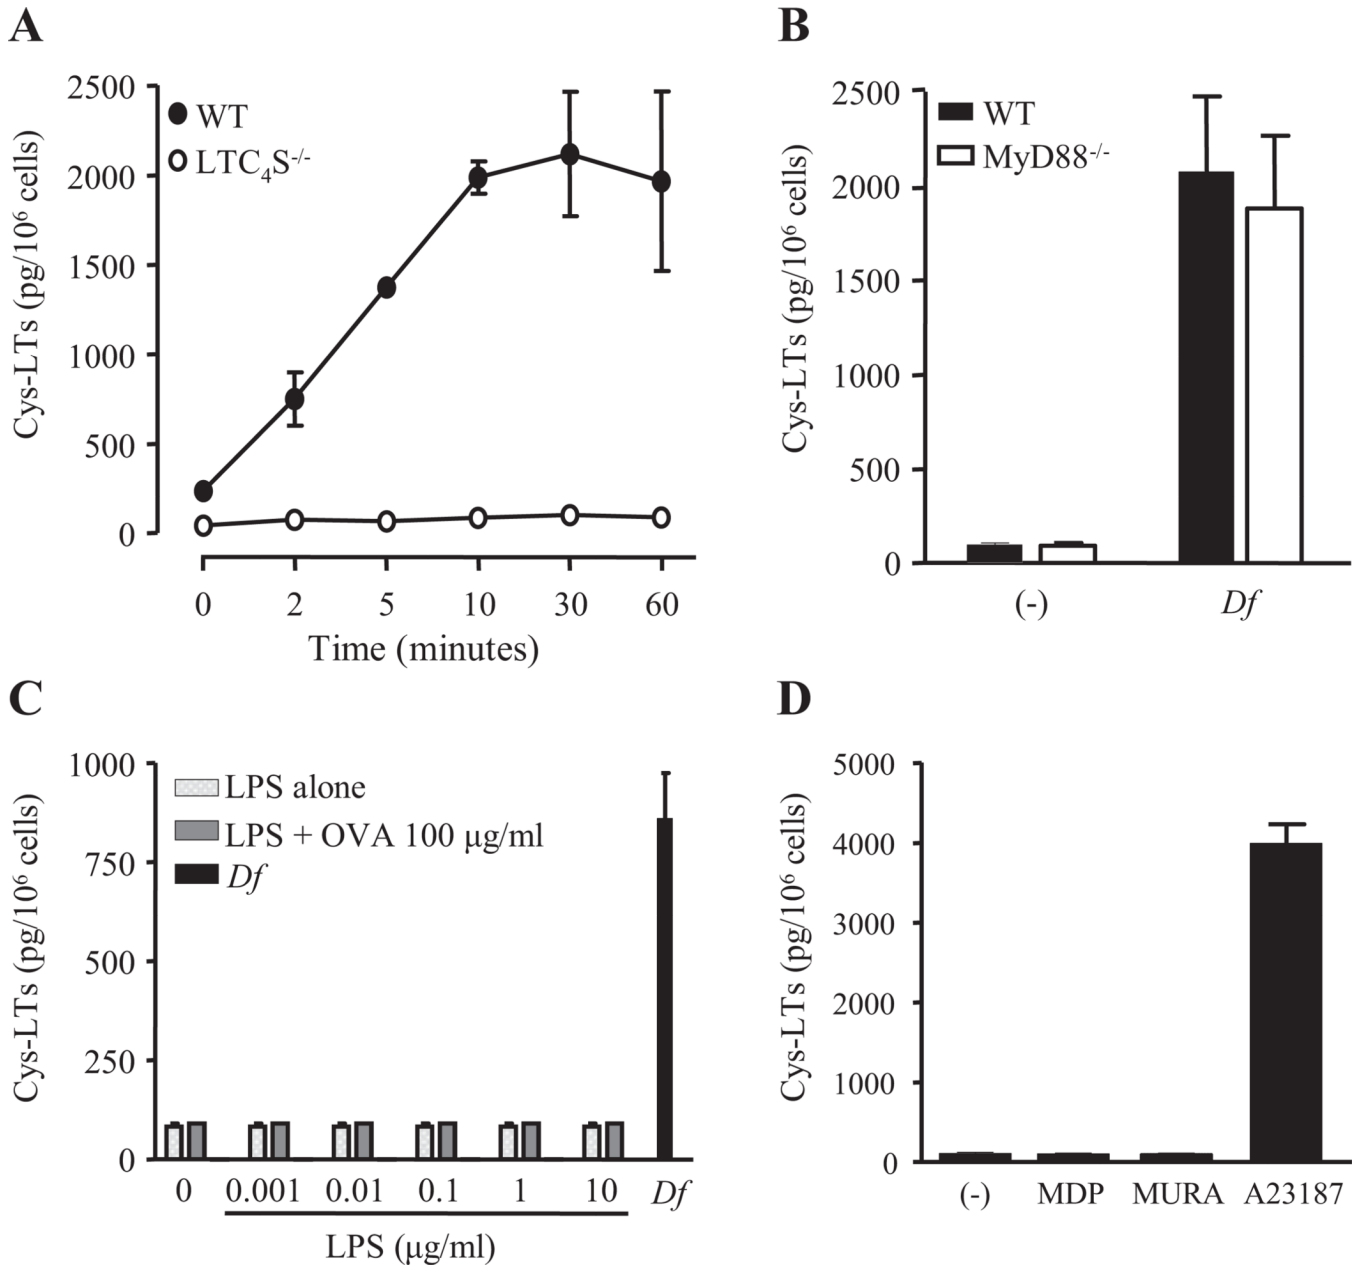 A
Cys-LTs (pg/10⁶ cells)
2500
2000
1500
1000
500
0
WT
LTC₄S⁻/⁻
0 2 5 10 30 60
Time (minutes)
B
Cys-LTs (pg/10⁶ cells)
2500
2000
1500
1000
500
0
WT
MyD88⁻/⁻
(-) Df
C
Cys-LTs (pg/10⁶ cells)
1000
750
500
250
0
LPS alone
LPS + OVA 100 μg/ml
Df
0 0.001 0.01 0.1 1 10 Df
LPS (μg/ml)
D
Cys-LTs (pg/10⁶ cells)
5000
4000
3000
2000
1000
0
(-) MDP MURA A23187